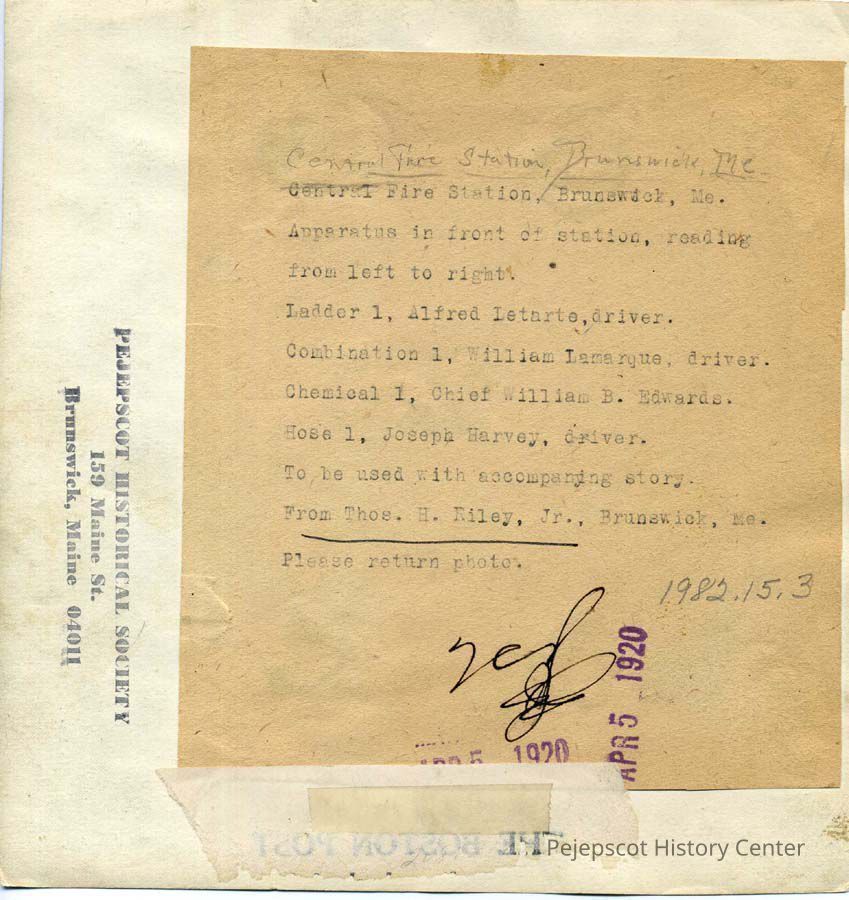 Central Fire Station, Brunswick, Me.
Central Fire Station, Brunswick, Me.
Apparatus in front of station, reading
from left to right.
Ladder 1, Alfred Letarte,driver.
Combination 1, William Lamarque, driver.
Chemical 1, Chief William B. Edwards.
Hose 1, Joseph Harvey, driver.
To be used with accompaning story.
From Thos. H. Riley, Jr., Brunswick, Me.
Please return photo.
1982.15.3
APR 5 1920
APR 5 1920
PEJEPSCOT HISTORICAL SOCIETY
159 Maine St.
Brunswick, Maine 04011
THE BOSTON POST
Pejepscot History Center